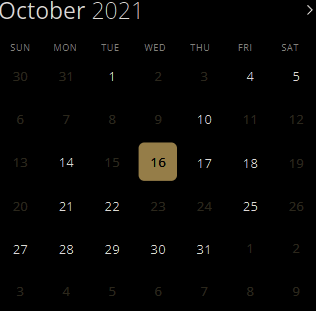 October 2021
SUN MON TUE WED THU FRI SAT
30 31 1 2 3 4 5
6 7 8 9 10 11 12
13 14 15 16 17 18 19
20 21 22 23 24 25 26
27 28 29 30 31 1 2
3 4 5 6 7 8 9